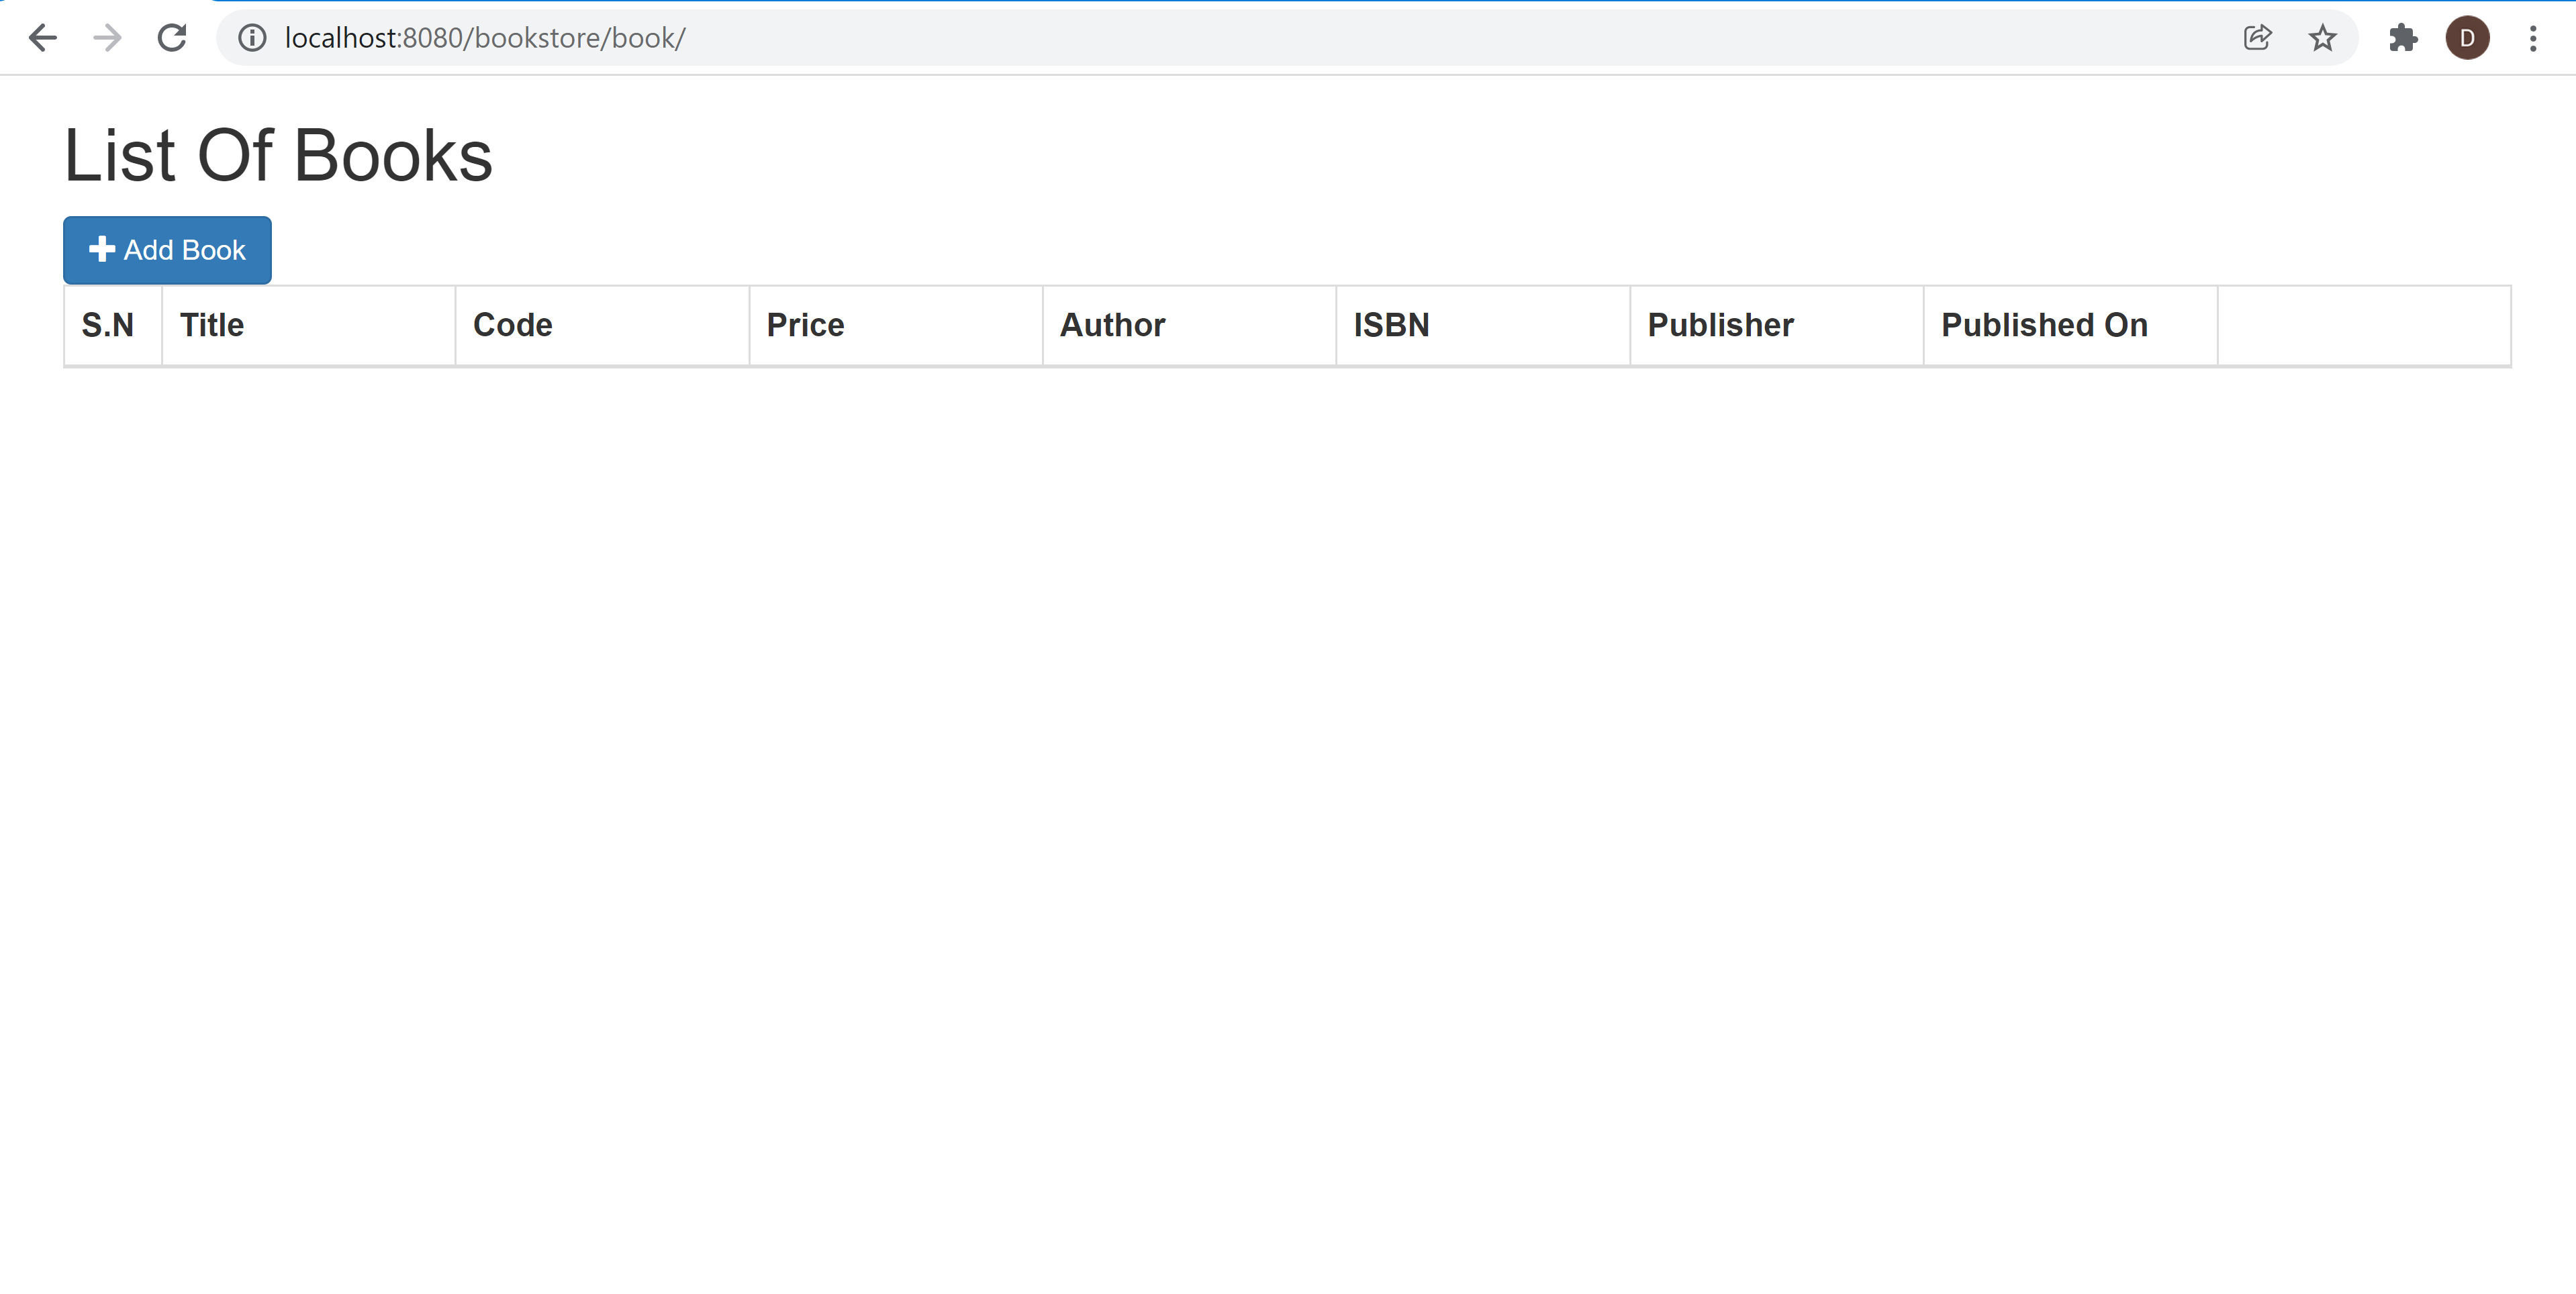 localhost:8080/bookstore/book/
D
List Of Books
Add Book
S.N Title Code Price Author ISBN Publisher Published On